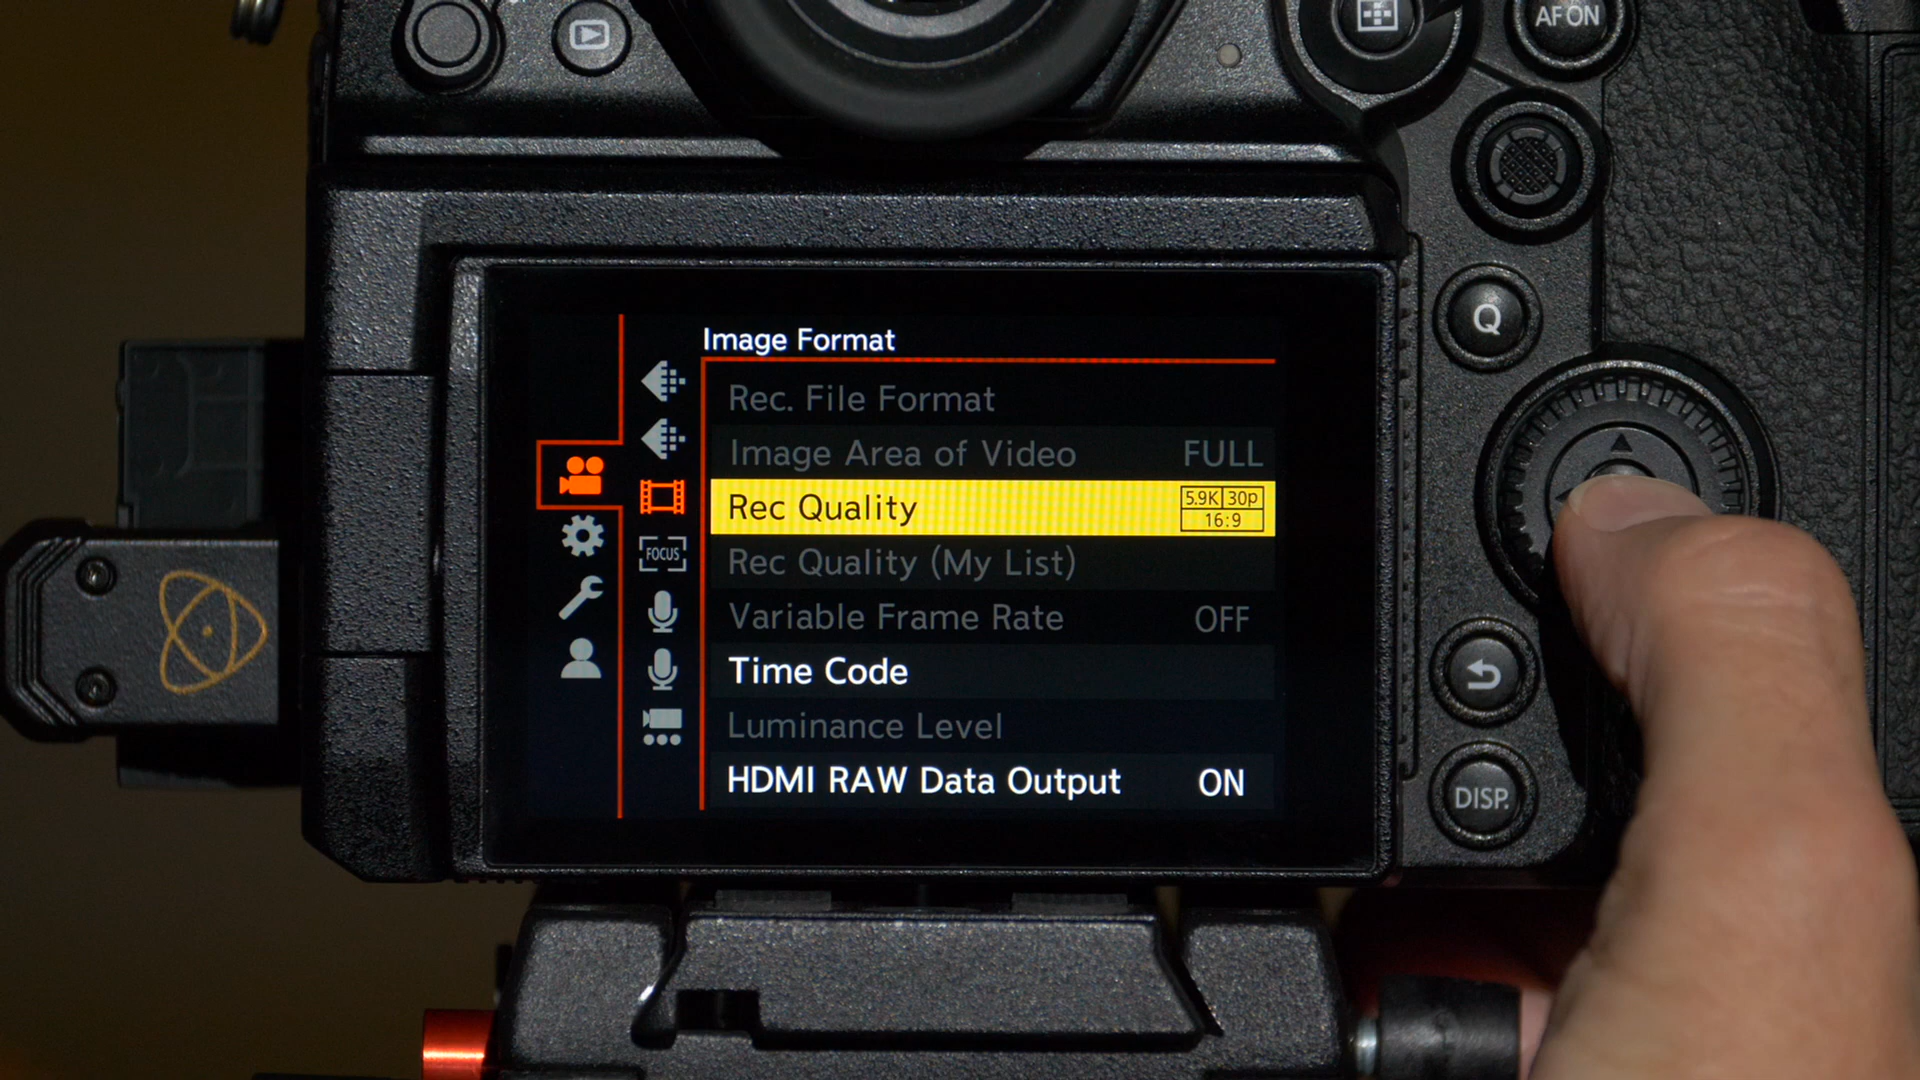 AF ON
Q
Image Format
Rec. File Format
Image Area of Video FULL
Rec Quality 5.9K 30p
16:9
FOCUS
Rec Quality (My List)
Variable Frame Rate OFF
Time Code
Luminance Level
HDMI RAW Data Output ON
DISP.